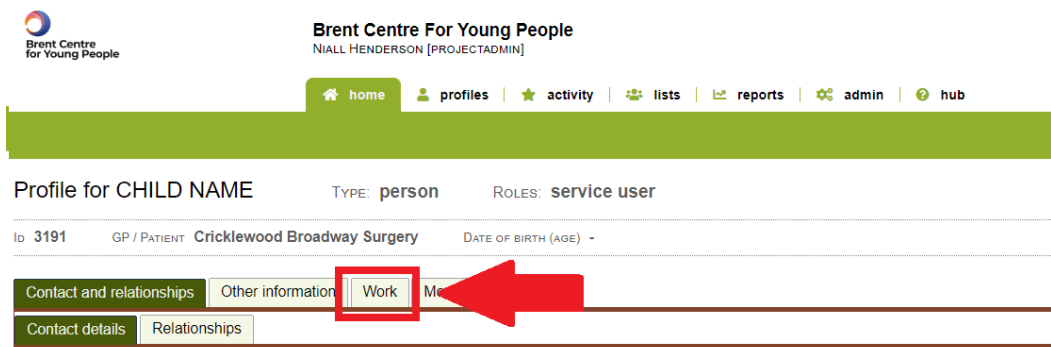 Brent Centre
for Young People
Brent Centre For Young People
NIALL HENDERSON [PROJECTADMIN]
home profiles activity lists reports admin hub
Profile for CHILD NAME TYPE: person ROLES: service user
ID 3191 GP / PATIENT Cricklewood Broadway Surgery DATE OF BIRTH (AGE) -
Contact and relationships Other information Work
Contact details Relationships